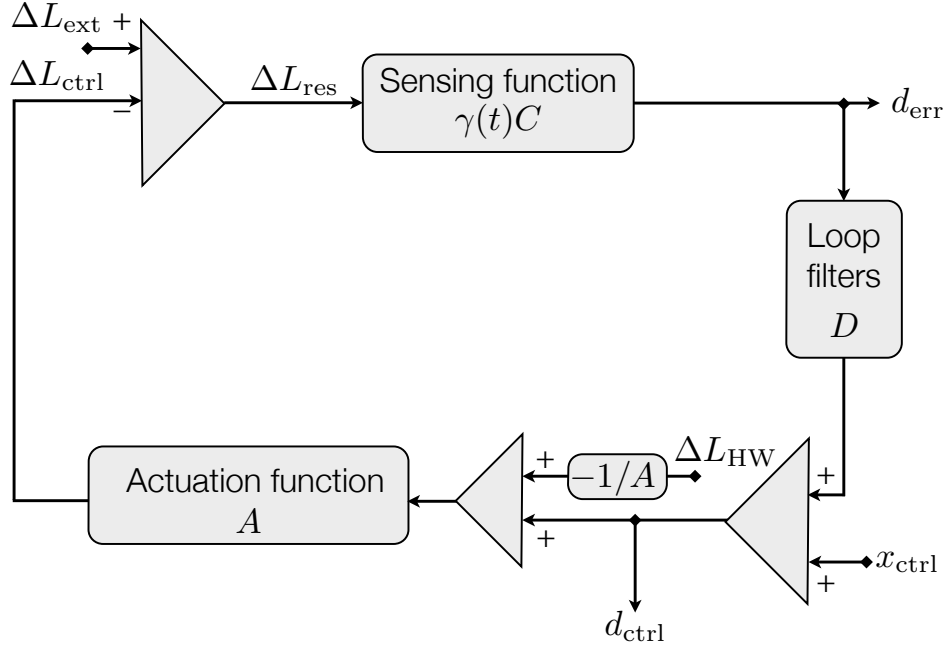 ΔL_ext +
ΔL_ctrl
−
ΔL_res
Sensing function
γ(t)C
d_err
Loop
filters
D
+
ΔL_HW
−1/A
+
Actuation function
A
+
x_ctrl
+
d_ctrl